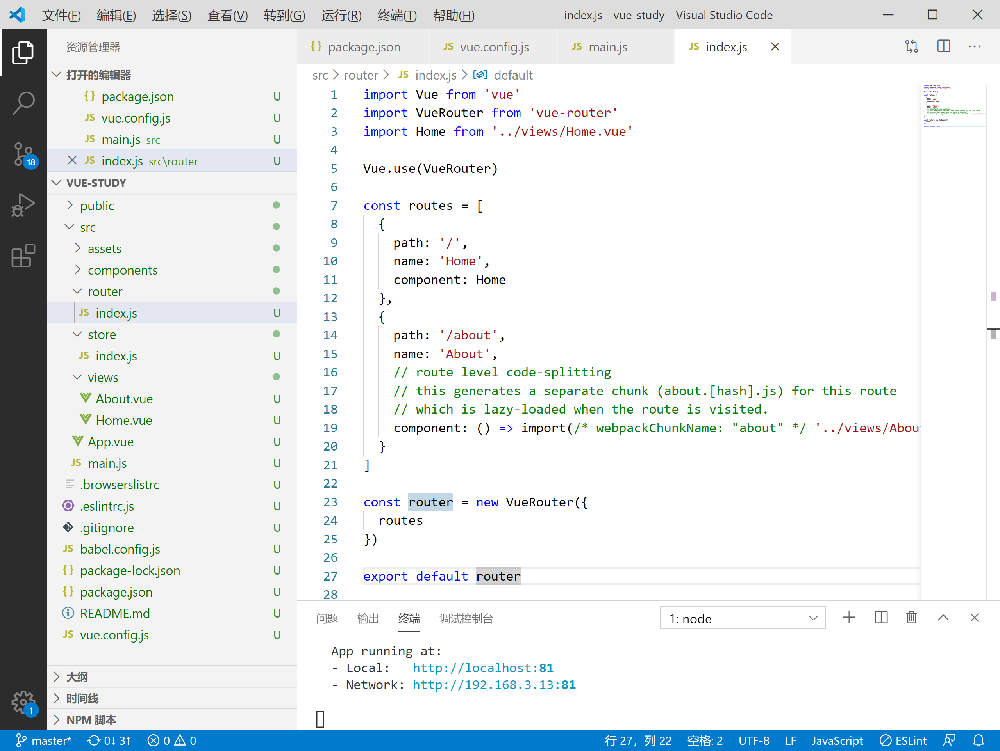 文件(F) 编辑(E) 选择(S) 查看(V) 转到(G) 运行(R) 终端(T) 帮助(H) index.js - vue-study - Visual Studio Code
资源管理器
打开的编辑器
{} package.json U
JS vue.config.js U
JS main.js src U
JS index.js src\router U
VUE-STUDY
public
src
assets
components
router
JS index.js U
store
JS index.js U
views
About.vue U
Home.vue U
App.vue U
JS main.js U
.browserslistrc U
.eslintrc.js U
.gitignore U
JS babel.config.js U
{} package-lock.json U
{} package.json U
README.md U
JS vue.config.js U
大纲
时间线
NPM 脚本
18
1
{} package.json JS vue.config.js JS main.js JS index.js
src > router > JS index.js > default
1 import Vue from 'vue'
2 import VueRouter from 'vue-router'
3 import Home from '../views/Home.vue'
4
5 Vue.use(VueRouter)
6
7 const routes = [
8 {
9 path: '/',
10 name: 'Home',
11 component: Home
12 },
13 {
14 path: '/about',
15 name: 'About',
16 // route level code-splitting
17 // this generates a separate chunk (about.[hash].js) for this route
18 // which is lazy-loaded when the route is visited.
19 component: () => import(/* webpackChunkName: "about" */ '../views/Abou
20 }
21 ]
22
23 const router = new VueRouter({
24 routes
25 })
26
27 export default router
28
问题 输出 终端 调试控制台 1: node
App running at:
- Local: http://localhost:81
- Network: http://192.168.3.13:81
master* 0↓ 3↑ 0 0 行 27，列 22 空格: 2 UTF-8 LF JavaScript ESLint